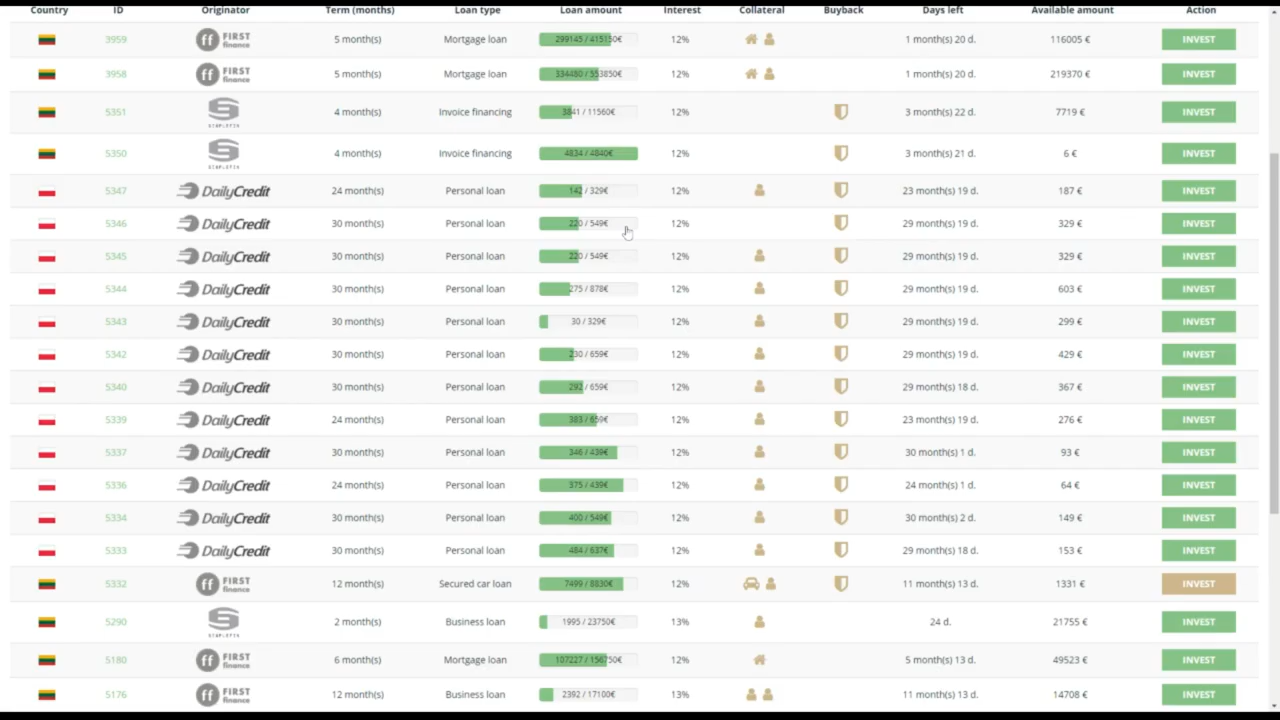 Country ID Originator Term (months) Loan type Loan amount Interest Collateral Buyback Days left Available amount Action
3959 ff FIRST finance 5 month(s) Mortgage loan 299145 / 415150€ 12% 1 month(s) 20 d. 116005 € INVEST
3958 ff FIRST finance 5 month(s) Mortgage loan 334480 / 553850€ 12% 1 month(s) 20 d. 219370 € INVEST
5351 4 month(s) Invoice financing 3841 / 11560€ 12% 3 month(s) 22 d. 7719 € INVEST
5350 4 month(s) Invoice financing 4834 / 4840€ 12% 3 month(s) 21 d. 6 € INVEST
5347 DailyCredit 24 month(s) Personal loan 142 / 329€ 12% 23 month(s) 19 d. 187 € INVEST
5346 DailyCredit 30 month(s) Personal loan 220 / 549€ 12% 29 month(s) 19 d. 329 € INVEST
5345 DailyCredit 30 month(s) Personal loan 220 / 549€ 12% 29 month(s) 19 d. 329 € INVEST
5344 DailyCredit 30 month(s) Personal loan 275 / 878€ 12% 29 month(s) 19 d. 603 € INVEST
5343 DailyCredit 30 month(s) Personal loan 30 / 329€ 12% 29 month(s) 19 d. 299 € INVEST
5342 DailyCredit 30 month(s) Personal loan 230 / 659€ 12% 29 month(s) 19 d. 429 € INVEST
5340 DailyCredit 30 month(s) Personal loan 292 / 659€ 12% 29 month(s) 18 d. 367 € INVEST
5339 DailyCredit 24 month(s) Personal loan 383 / 659€ 12% 23 month(s) 19 d. 276 € INVEST
5337 DailyCredit 30 month(s) Personal loan 346 / 439€ 12% 30 month(s) 1 d. 93 € INVEST
5336 DailyCredit 24 month(s) Personal loan 375 / 439€ 12% 24 month(s) 1 d. 64 € INVEST
5334 DailyCredit 30 month(s) Personal loan 400 / 549€ 12% 30 month(s) 2 d. 149 € INVEST
5333 DailyCredit 30 month(s) Personal loan 484 / 637€ 12% 29 month(s) 18 d. 153 € INVEST
5332 ff FIRST finance 12 month(s) Secured car loan 7499 / 8830€ 12% 11 month(s) 13 d. 1331 € INVEST
5290 2 month(s) Business loan 1995 / 23750€ 13% 24 d. 21755 € INVEST
5180 ff FIRST finance 6 month(s) Mortgage loan 107227 / 156750€ 12% 5 month(s) 13 d. 49523 € INVEST
5176 ff FIRST finance 12 month(s) Business loan 2392 / 17100€ 13% 11 month(s) 13 d. 14708 € INVEST